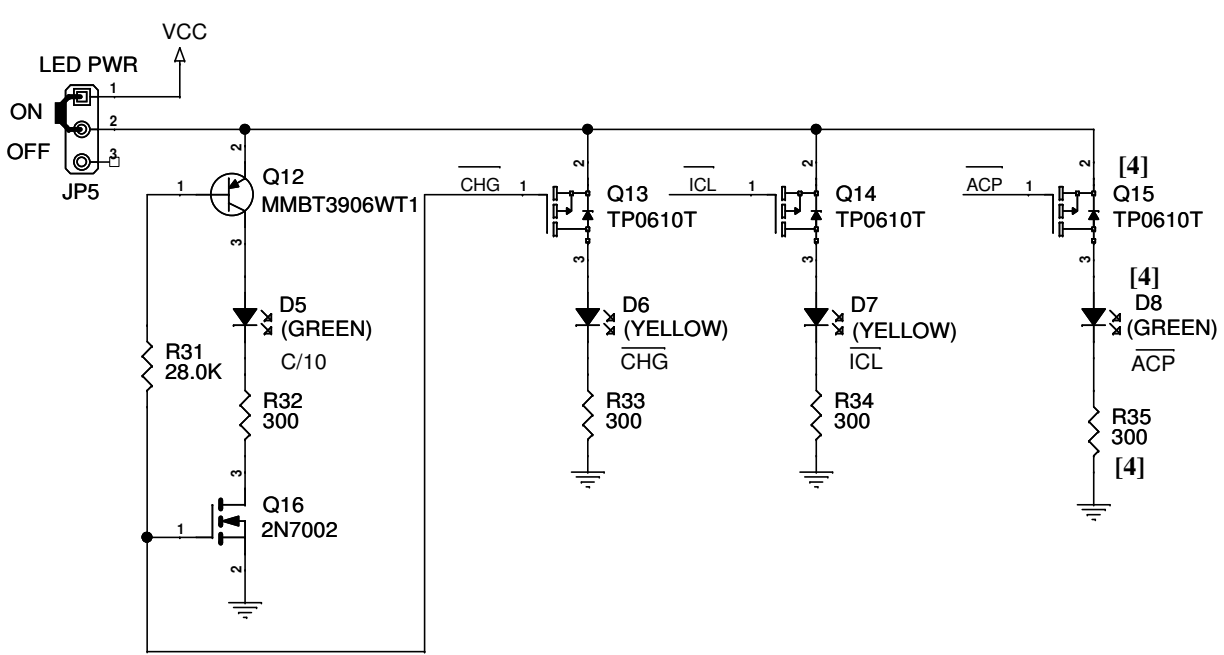 VCC
LED PWR
1
ON
2
OFF
3
JP5
2
Q12
1
MMBT3906WT1
3
D5
(GREEN)
C/10
R31
28.0K
R32
300
3
Q16
1
2N7002
2
CHG
1
2
Q13
TP0610T
3
D6
(YELLOW)
CHG
R33
300
ICL
1
2
Q14
TP0610T
3
D7
(YELLOW)
ICL
R34
300
ACP
1
2
[4]
Q15
TP0610T
3
[4]
D8
(GREEN)
ACP
R35
300
[4]